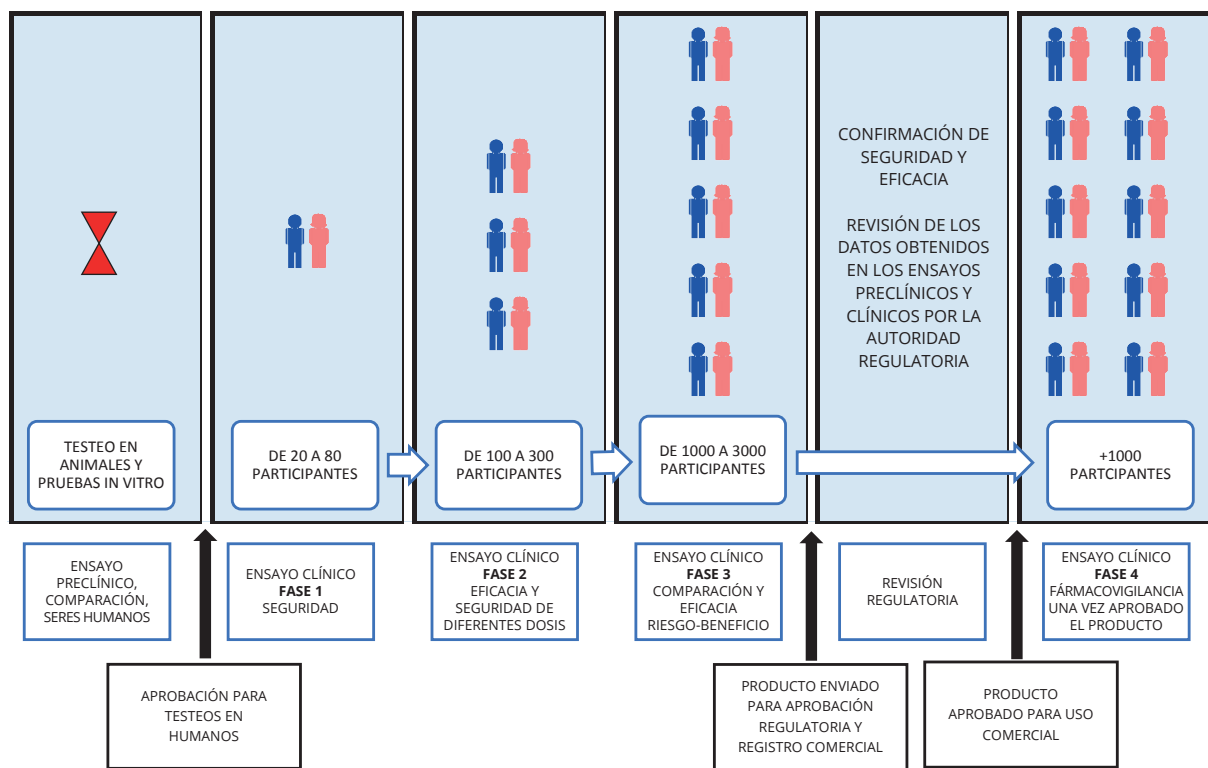 CONFIRMACIÓN DE
SEGURIDAD Y
EFICACIA
REVISIÓN DE LOS
DATOS OBTENIDOS
EN LOS ENSAYOS
PRECLÍNICOS Y
CLÍNICOS POR LA
AUTORIDAD
REGULATORIA
TESTEO EN
ANIMALES Y
PRUEBAS IN VITRO
DE 20 A 80
PARTICIPANTES
DE 100 A 300
PARTICIPANTES
DE 1000 A 3000
PARTICIPANTES
+1000
PARTICIPANTES
ENSAYO
PRECLÍNICO,
COMPARACIÓN,
SERES HUMANOS
ENSAYO CLÍNICO
FASE 1
SEGURIDAD
ENSAYO CLÍNICO
FASE 2
EFICACIA Y
SEGURIDAD DE
DIFERENTES DOSIS
ENSAYO CLÍNICO
FASE 3
COMPARACIÓN Y
EFICACIA
RIESGO-BENEFICIO
REVISIÓN
REGULATORIA
ENSAYO CLÍNICO
FASE 4
FÁRMACOVIGILANCIA
UNA VEZ APROBADO
EL PRODUCTO
APROBACIÓN PARA
TESTEOS EN
HUMANOS
PRODUCTO ENVIADO
PARA APROBACIÓN
REGULATORIA Y
REGISTRO COMERCIAL
PRODUCTO
APROBADO PARA USO
COMERCIAL